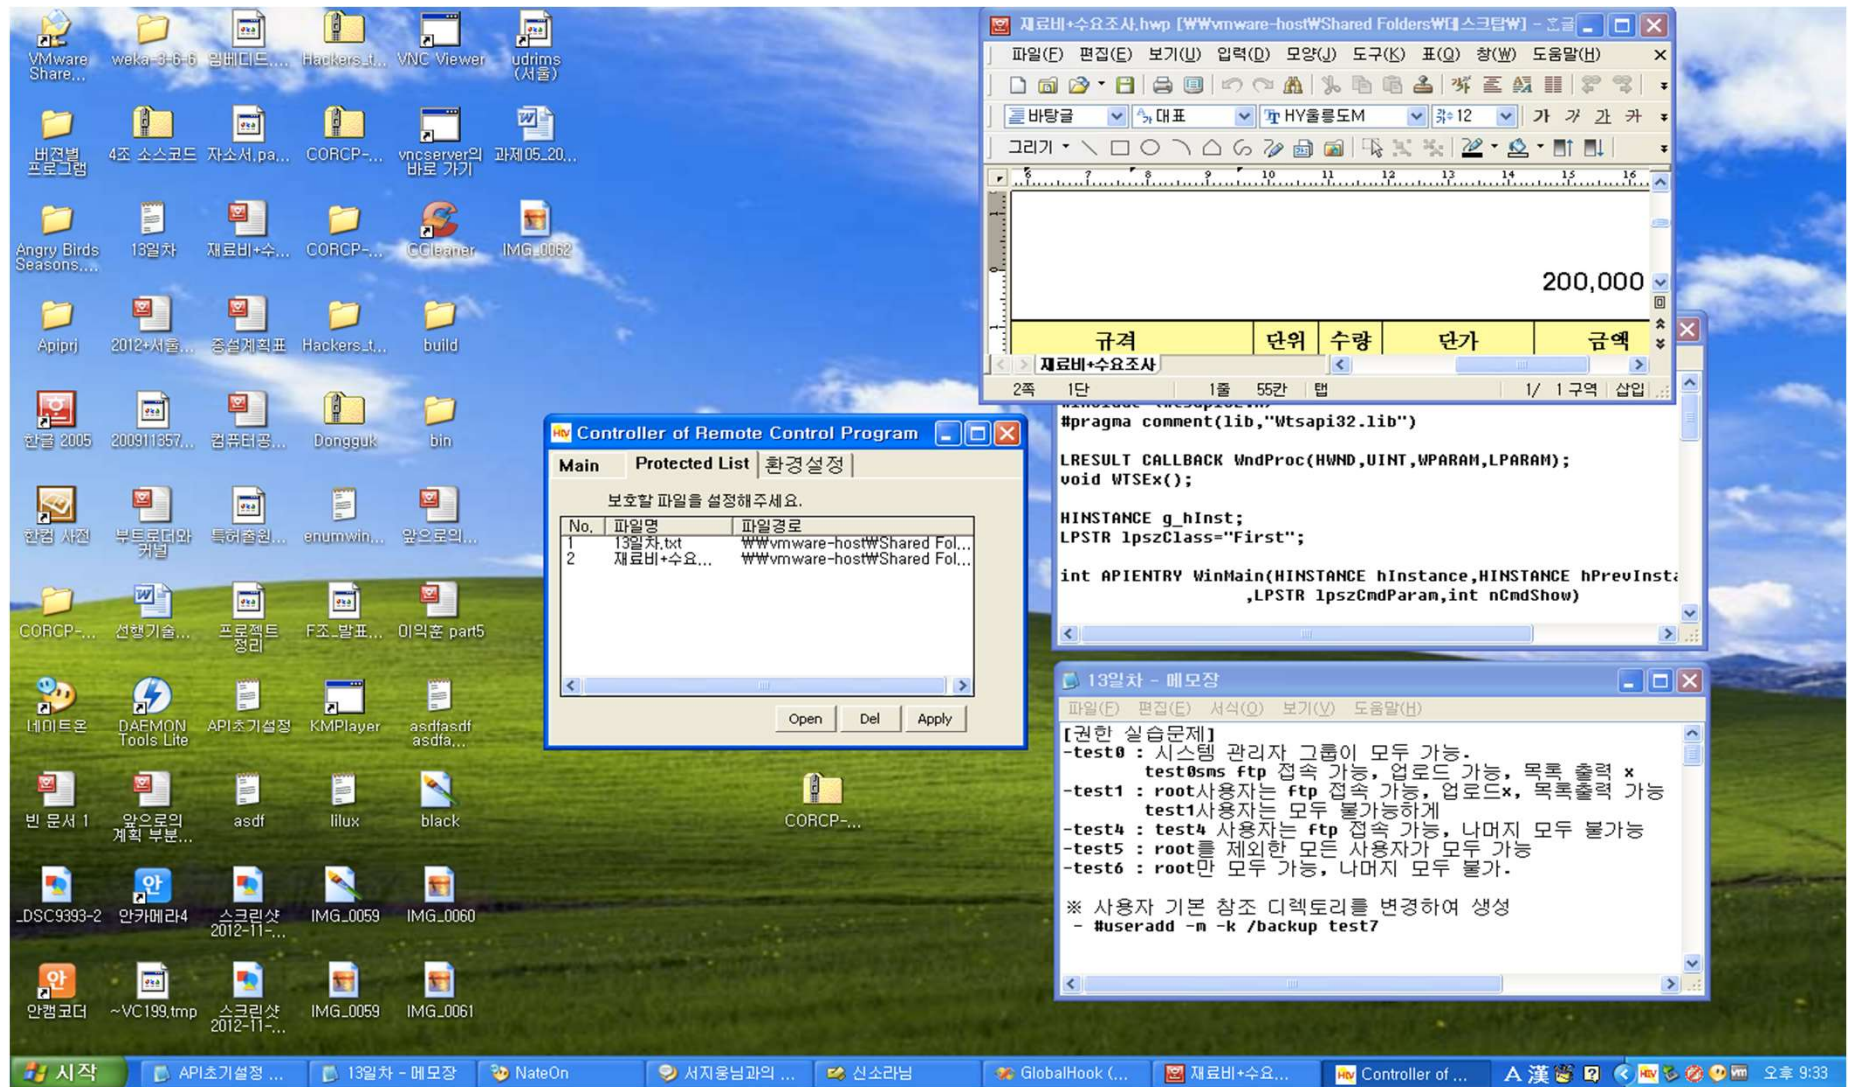 VMware Share...
weka-3-6-6
임베디드....
Hackers_t...
VNC Viewer
udrims (서울)
버젼별 프로그램
4조 소스코드
자소서,pa...
CORCP-...
vncserver의 바로 가기
과제05_20...
Angry Birds Seasons,...
13일차
재료비+수...
CORCP-...
CCleaner
IMG_0062
Apiprj
2012+서울...
종설계획표
Hackers_t...
build
한글 2005
200911357...
컴퓨터공...
Dongguk
bin
한컴 사전
부트로더와 커널
특허출원...
enumwin...
앞으로의...
CORCP-...
선행기술...
프로젝트 정리
F조_발표...
이익훈 part5
네이트온
DAEMON Tools Lite
API초기설정
KMPlayer
asdfasdf asdfa...
빈 문서 1
앞으로의 계획 부분...
asdf
lilux
black
CORCP-...
_DSC9393-2
안카메라4
스크린샷 2012-11-...
IMG_0059
IMG_0060
안캠코더
~VC199,tmp
스크린샷 2012-11-...
IMG_0059
IMG_0061
재료비+수요조사,hwp [₩₩vmware-host₩Shared Folders₩데스크탑₩] - 흔글
파일(F) 편집(E) 보기(U) 입력(D) 모양(J) 도구(K) 표(Q) 창(W) 도움말(H)
바탕글 대표 HY울릉도M 12 가 가 가 가
그리기
6 7 8 9 10 11 12 13 14 15 16
200,000
규격 단위 수량 단가 금액
재료비+수요조사
2쪽 1단 1줄 55칸 탭 1/ 1 구역 삽입
#include <wtsapi32.h>
#pragma comment(lib,"Wtsapi32.lib")
LRESULT CALLBACK WndProc(HWND,UINT,WPARAM,LPARAM);
void WTSEx();
HINSTANCE g_hInst;
LPSTR lpszClass="First";
int APIENTRY WinMain(HINSTANCE hInstance,HINSTANCE hPrevInsta
,LPSTR lpszCmdParam,int nCmdShow)
Controller of Remote Control Program
Main Protected List 환경설정
보호할 파일을 설정해주세요.
No, 파일명 파일경로
1 13일차,txt ₩₩vmware-host₩Shared Fol...
2 재료비+수요... ₩₩vmware-host₩Shared Fol...
Open Del Apply
13일차 - 메모장
파일(F) 편집(E) 서식(O) 보기(V) 도움말(H)
[권한 실습문제]
-test0 : 시스템 관리자 그룹이 모두 가능.
test0sms ftp 접속 가능, 업로드 가능, 목록 출력 x
-test1 : root사용자는 ftp 접속 가능, 업로드x, 목록출력 가능
test1사용자는 모두 불가능하게
-test4 : test4 사용자는 ftp 접속 가능, 나머지 모두 불가능
-test5 : root를 제외한 모든 사용자가 모두 가능
-test6 : root만 모두 가능, 나머지 모두 불가.
※ 사용자 기본 참조 디렉토리를 변경하여 생성
- #useradd -m -k /backup test7
시작
API초기설정 ...
13일차 - 메모장
NateOn
서지웅님과의 ...
신소라님
GlobalHook (...
재료비+수요...
Controller of ...
A 漢
오후 9:33